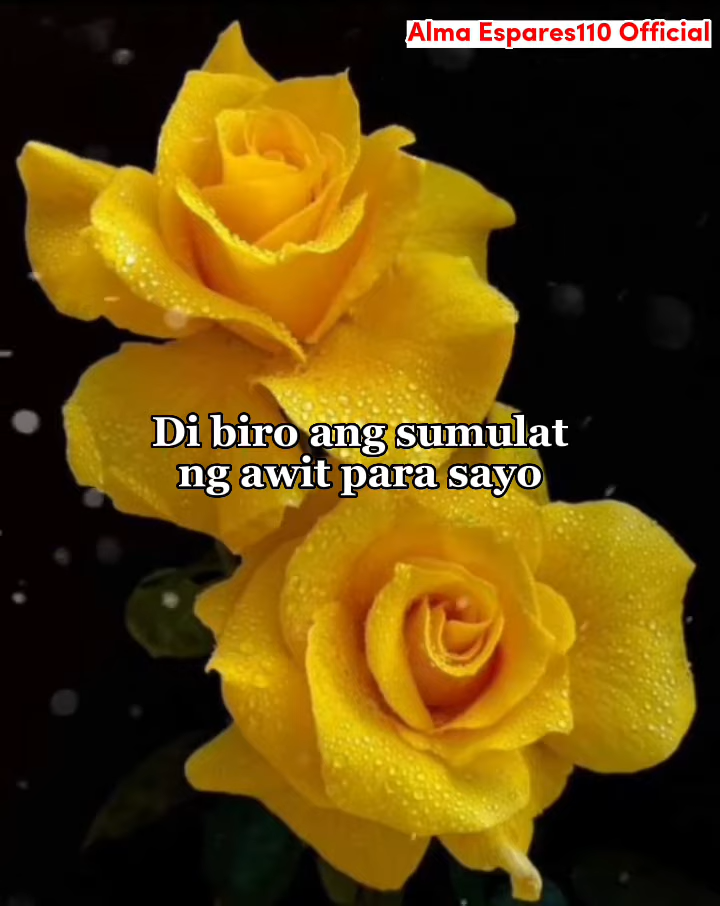 Alma Espares110 Official
Di biro ang sumulat
ng awit para sayo